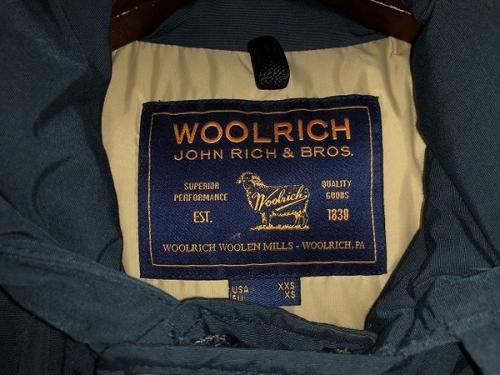 WOOLRICH
JOHN RICH & BROS.
SUPERIOR PERFORMANCE
QUALITY GOODS
Woolrich
EST. 1830
WOOLRICH WOOLEN MILLS - WOOLRICH, PA
USA XXS
EU XS